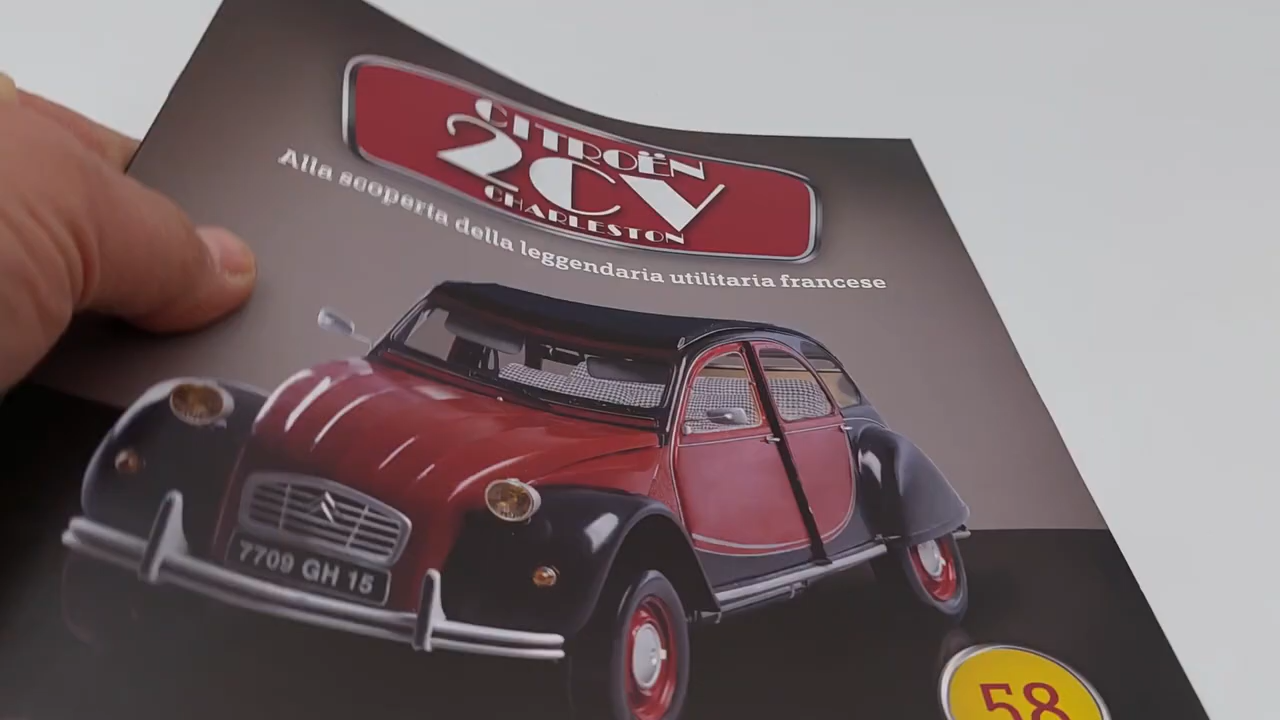 CITROËN
2CV
CHARLESTON
Alla scoperta della leggendaria utilitaria francese
7709 GH 15
58